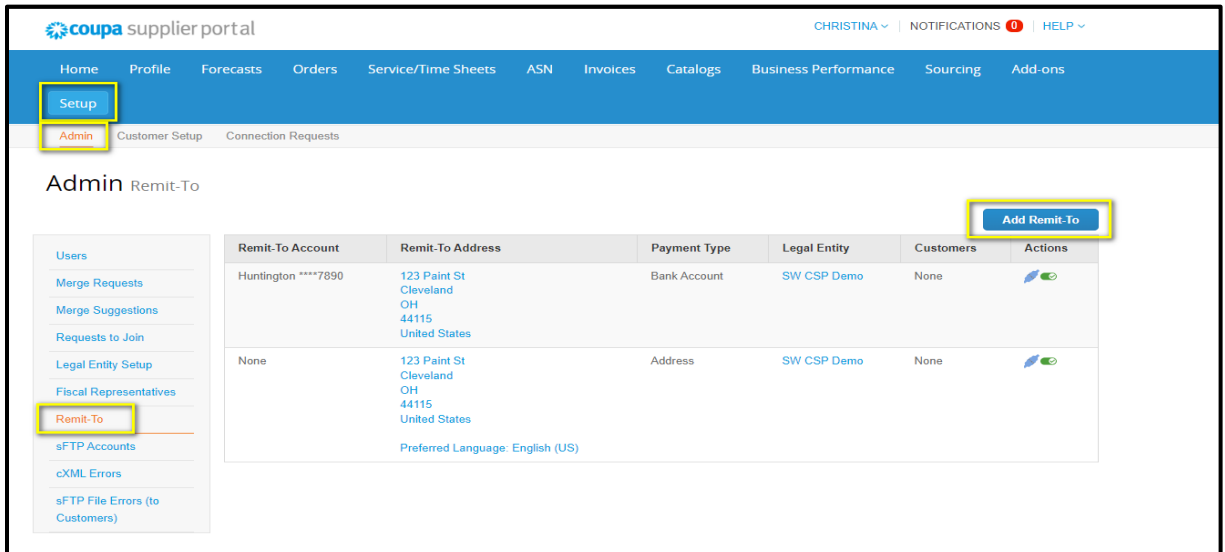 coupa supplier portal
CHRISTINA NOTIFICATIONS 0 HELP
Home Profile Forecasts Orders Service/Time Sheets ASN Invoices Catalogs Business Performance Sourcing Add-ons
Setup
Admin Customer Setup Connection Requests
Admin Remit-To
Add Remit-To
Users
Merge Requests
Merge Suggestions
Requests to Join
Legal Entity Setup
Fiscal Representatives
Remit-To
sFTP Accounts
cXML Errors
sFTP File Errors (to
Customers)
Remit-To Account Remit-To Address Payment Type Legal Entity Customers Actions
Huntington ****7890 123 Paint St Bank Account SW CSP Demo None
Cleveland
OH
44115
United States
None 123 Paint St Address SW CSP Demo None
Cleveland
OH
44115
United States
Preferred Language: English (US)